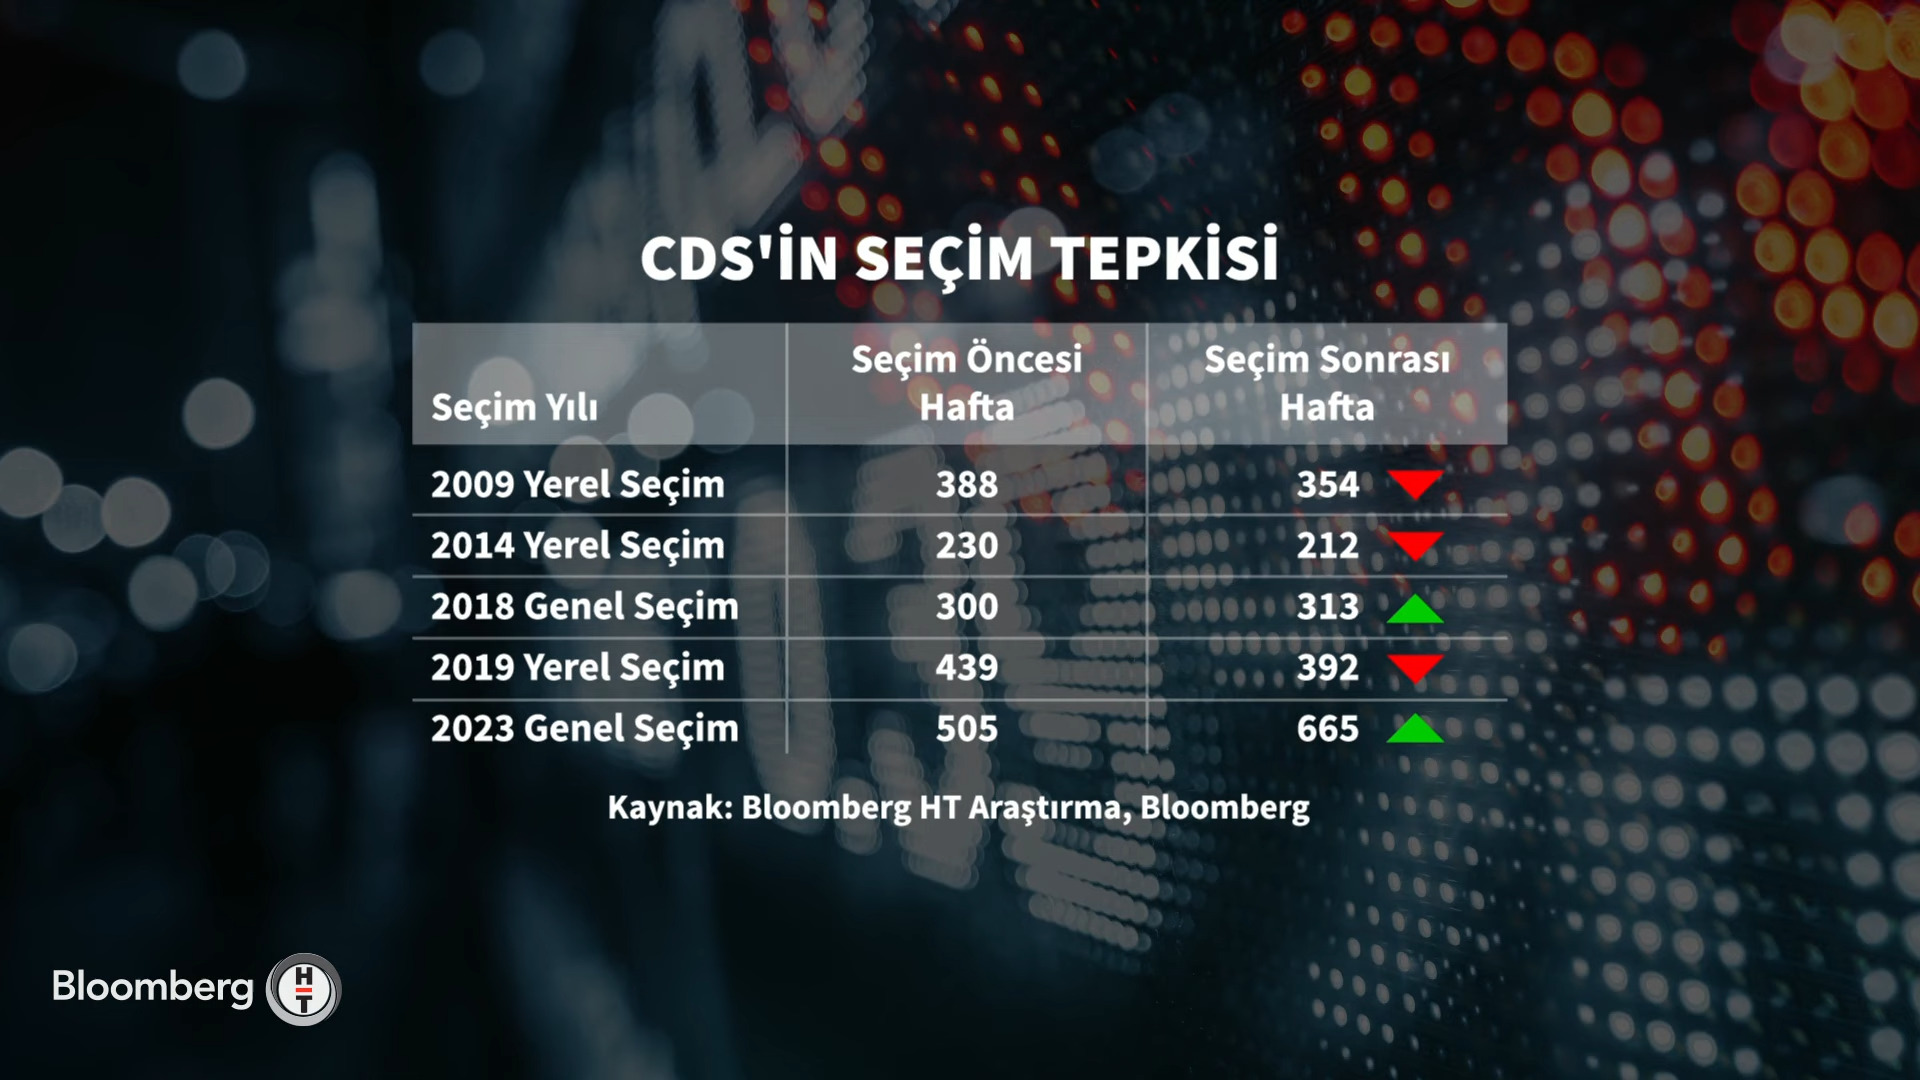 CDS'İN SEÇİM TEPKİSİ
Seçim Yılı Seçim Öncesi Hafta Seçim Sonrası Hafta
2009 Yerel Seçim 388 354
2014 Yerel Seçim 230 212
2018 Genel Seçim 300 313
2019 Yerel Seçim 439 392
2023 Genel Seçim 505 665
Kaynak: Bloomberg HT Araştırma, Bloomberg
Bloomberg HT